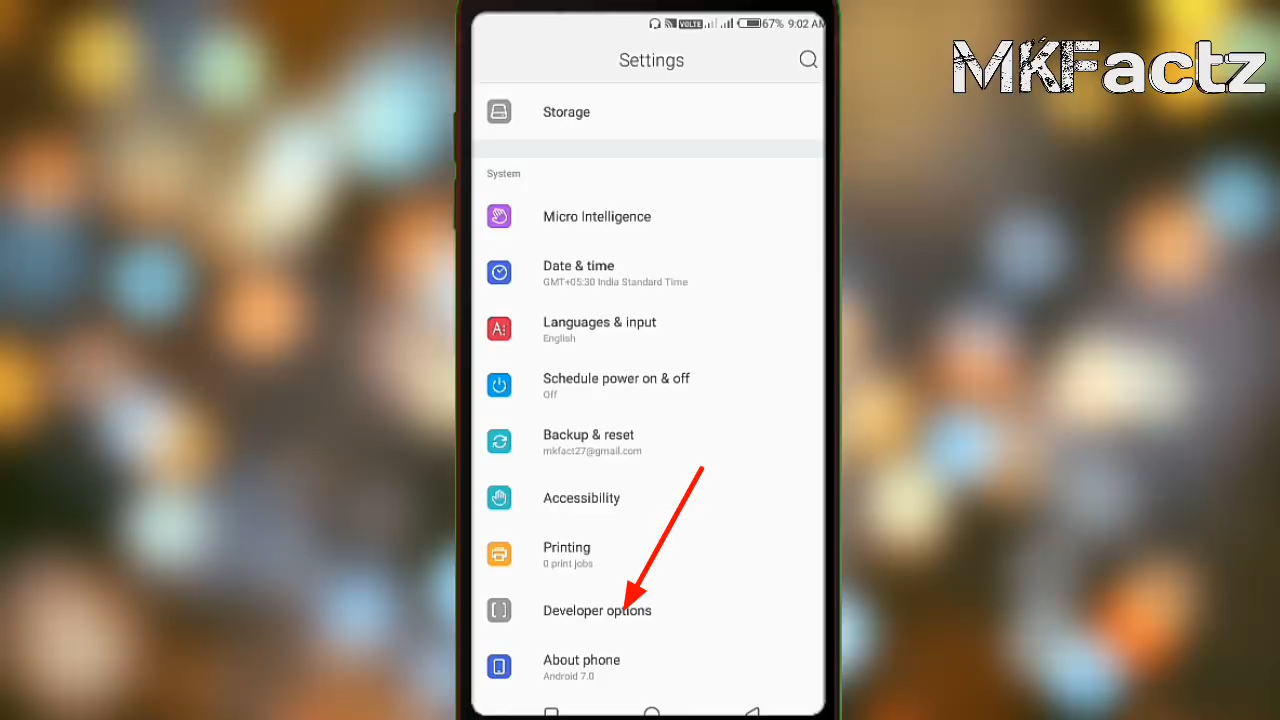 VOLTE 67% 9:02 AM
MKFactz
Settings
Storage
System
Micro Intelligence
Date & time
GMT+05:30 India Standard Time
Languages & input
English
Schedule power on & off
Off
Backup & reset
mkfact27@gmail.com
Accessibility
Printing
0 print jobs
Developer options
About phone
Android 7.0